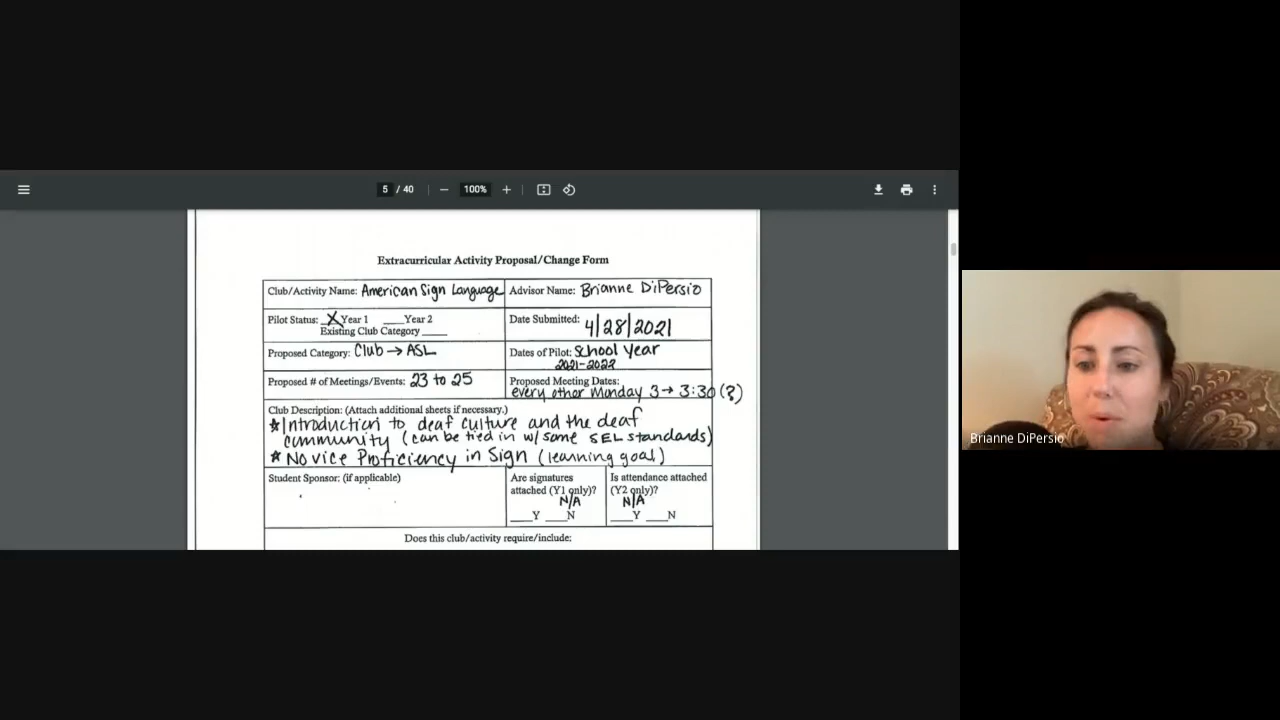 5 / 40
100%
Extracurricular Activity Proposal/Change Form
Club/Activity Name: American Sign Language
Advisor Name: Brianne DiPersio
Pilot Status: X Year 1 ____Year 2
Existing Club Category ____
Date Submitted: 4/28/2021
Proposed Category: Club → ASL
Dates of Pilot: School Year
2021-2022
Proposed # of Meetings/Events: 23 to 25
Proposed Meeting Dates:
every other Monday 3 → 3:30 (?)
Club Description: (Attach additional sheets if necessary.)
* Introduction to deaf culture and the deaf
community (can be tied in w/ some SEL standards)
* Novice Proficiency in Sign (learning goal)
Student Sponsor: (if applicable)
Are signatures
attached (Y1 only)?
N/A
____Y ____N
Is attendance attached
(Y2 only)?
N/A
____Y ____N
Does this club/activity require/include:
Brianne DiPersio